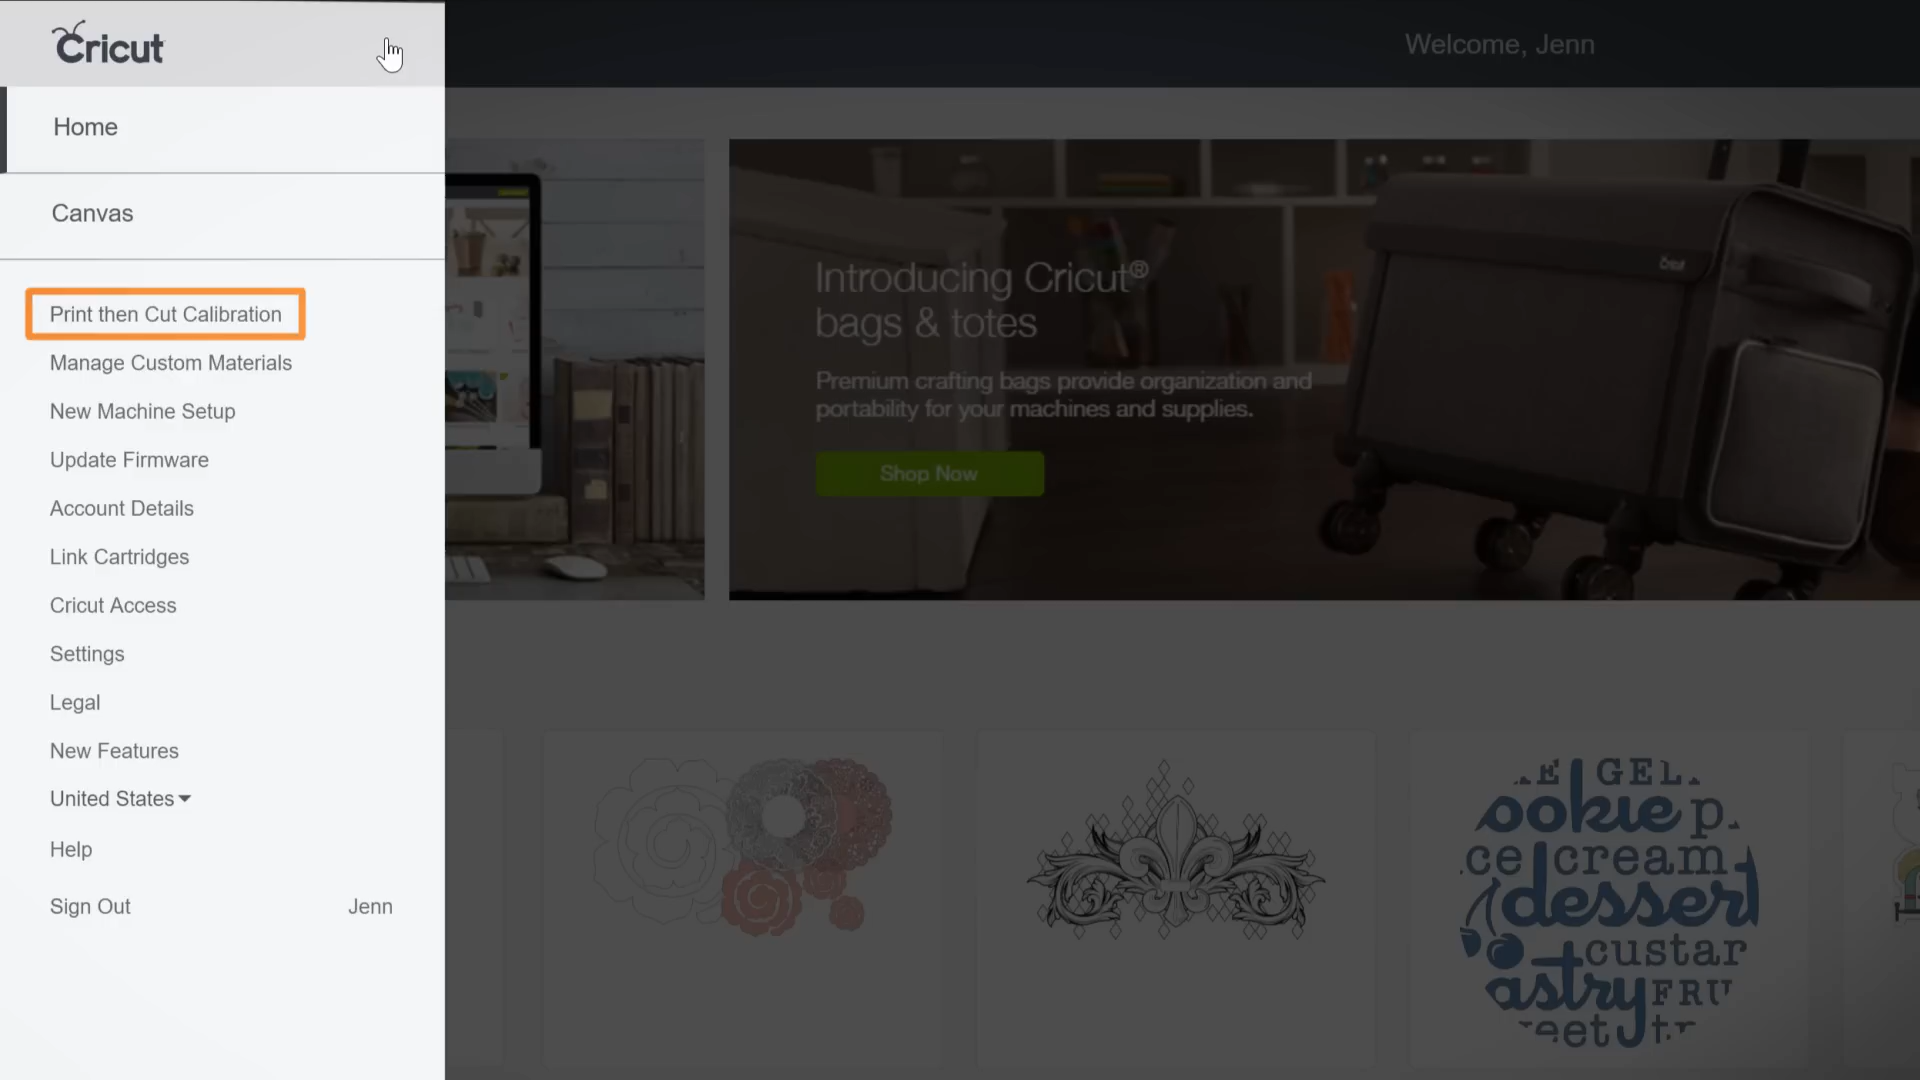 Cricut
Welcome, Jenn
Home
Canvas
Print then Cut Calibration
Manage Custom Materials
New Machine Setup
Update Firmware
Account Details
Link Cartridges
Cricut Access
Settings
Legal
New Features
United States
Help
Sign Out Jenn
Introducing Cricut®
bags & totes
Premium crafting bags provide organization and
portability for your machines and supplies.
Shop Now
GEL
ookie p
ce cream
dessert
custar
astry FRU
eet